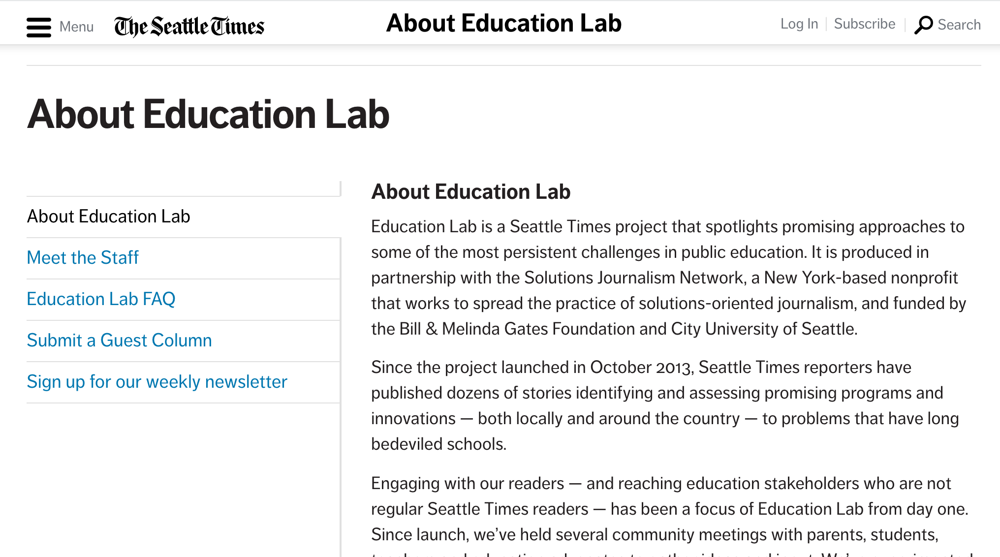 Menu
The Seattle Times
About Education Lab
Log In
Subscribe
Search
About Education Lab
About Education Lab
Meet the Staff
Education Lab FAQ
Submit a Guest Column
Sign up for our weekly newsletter
About Education Lab
Education Lab is a Seattle Times project that spotlights promising approaches to
some of the most persistent challenges in public education. It is produced in
partnership with the Solutions Journalism Network, a New York-based nonprofit
that works to spread the practice of solutions-oriented journalism, and funded by
the Bill & Melinda Gates Foundation and City University of Seattle.
Since the project launched in October 2013, Seattle Times reporters have
published dozens of stories identifying and assessing promising programs and
innovations — both locally and around the country — to problems that have long
bedeviled schools.
Engaging with our readers — and reaching education stakeholders who are not
regular Seattle Times readers — has been a focus of Education Lab from day one.
Since launch, we’ve held several community meetings with parents, students,